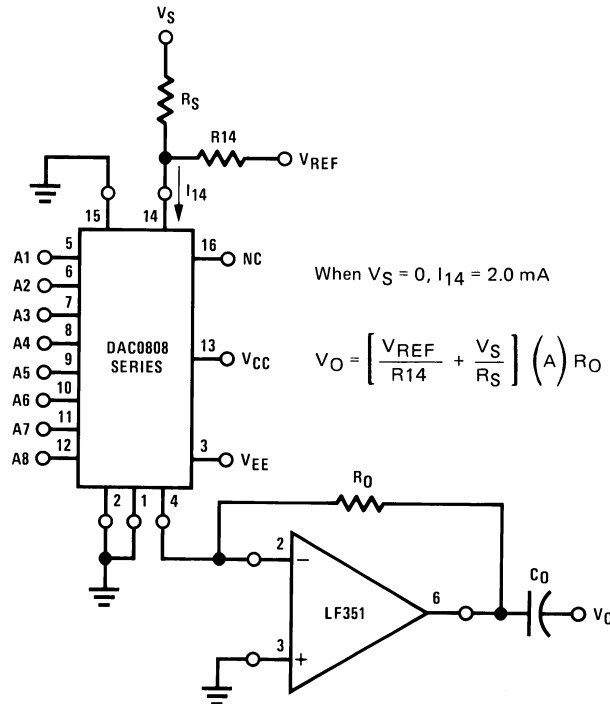 VS
RS
R14
VREF
I14
15
14
A1 5
A2 6
A3 7
A4 8
A5 9
A6 10
A7 11
A8 12
DAC0808
SERIES
16 NC
13 VCC
3 VEE
2 1 4
When VS = 0, I14 = 2.0 mA
VO = [ VREF / R14 + VS / RS ] (A) RO
RO
2
−
LF351
6
3
+
CO
VO